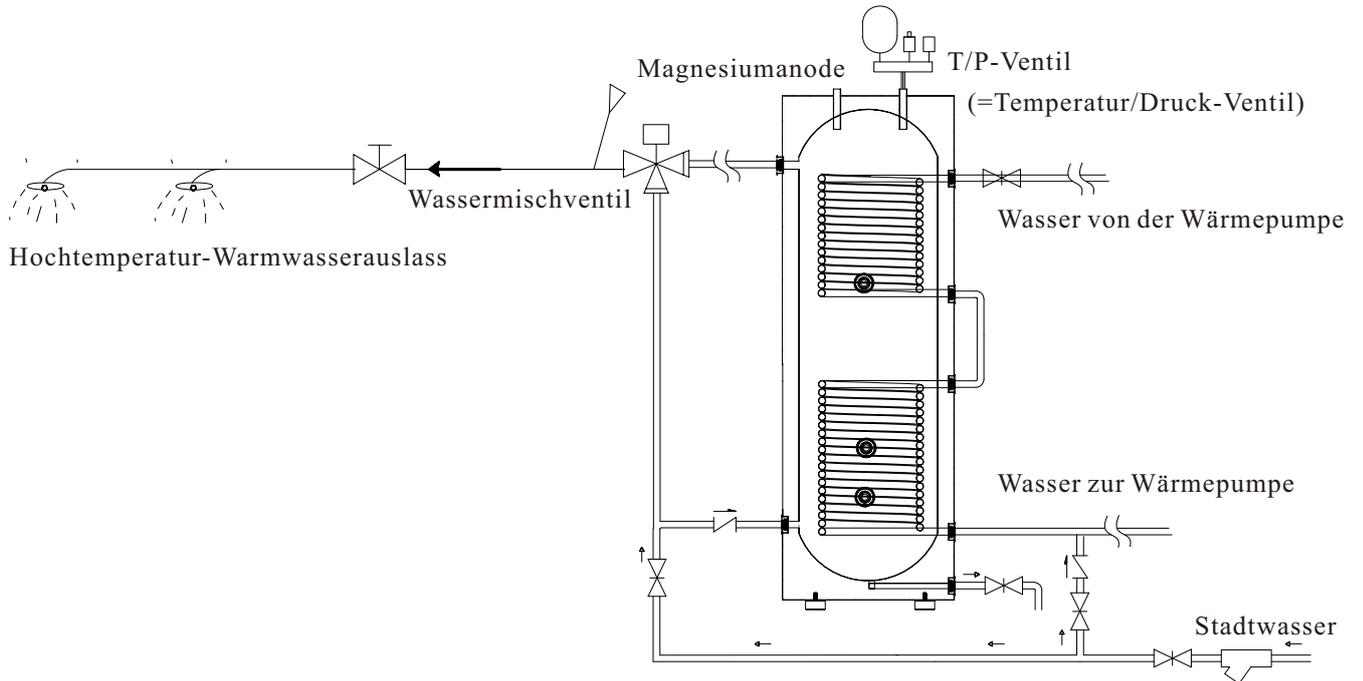 Magnesiumanode
T/P-Ventil
(=Temperatur/Druck-Ventil)
Wassermischventil
Wasser von der Wärmepumpe
Hochtemperatur-Warmwasserauslass
Wasser zur Wärmepumpe
Stadtwasser